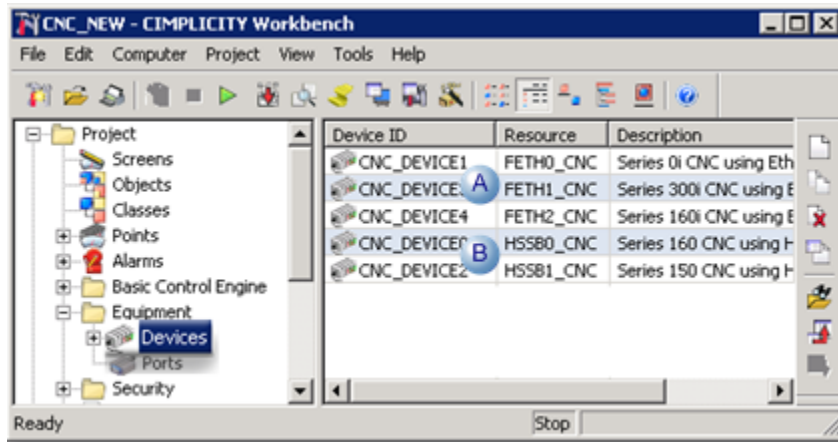 CNC_NEW - CIMPLICITY Workbench
File Edit Computer Project View Tools Help
Project
Screens
Objects
Classes
Points
Alarms
Basic Control Engine
Equipment
Devices
Ports
Security
Device ID Resource Description
CNC_DEVICE1 FETH0_CNC Series 0i CNC using Eth
CNC_DEVICE3 A FETH1_CNC Series 300i CNC using E
CNC_DEVICE4 FETH2_CNC Series 160i CNC using E
CNC_DEVICE0 B HSSB0_CNC Series 160 CNC using H
CNC_DEVICE2 HSSB1_CNC Series 150 CNC using H
Ready Stop